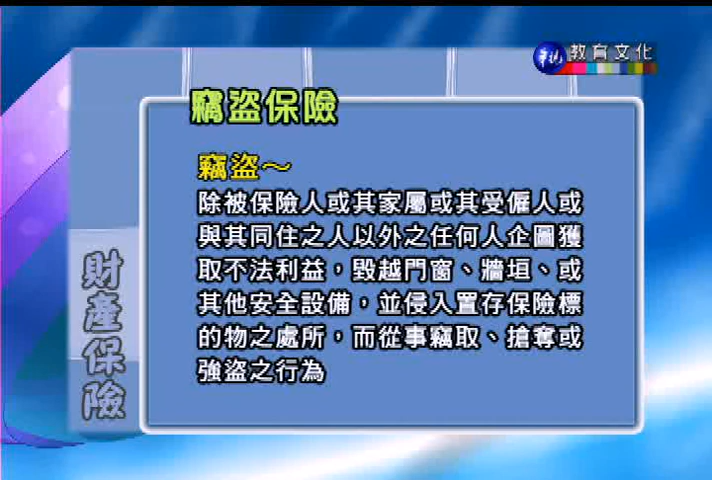 華視教育文化
竊盜保險
竊盜～
除被保險人或其家屬或其受僱人或
與其同住之人以外之任何人企圖獲
取不法利益，毀越門窗、牆垣、或
其他安全設備，並侵入置存保險標
的物之處所，而從事竊取、搶奪或
強盜之行為
財產保險